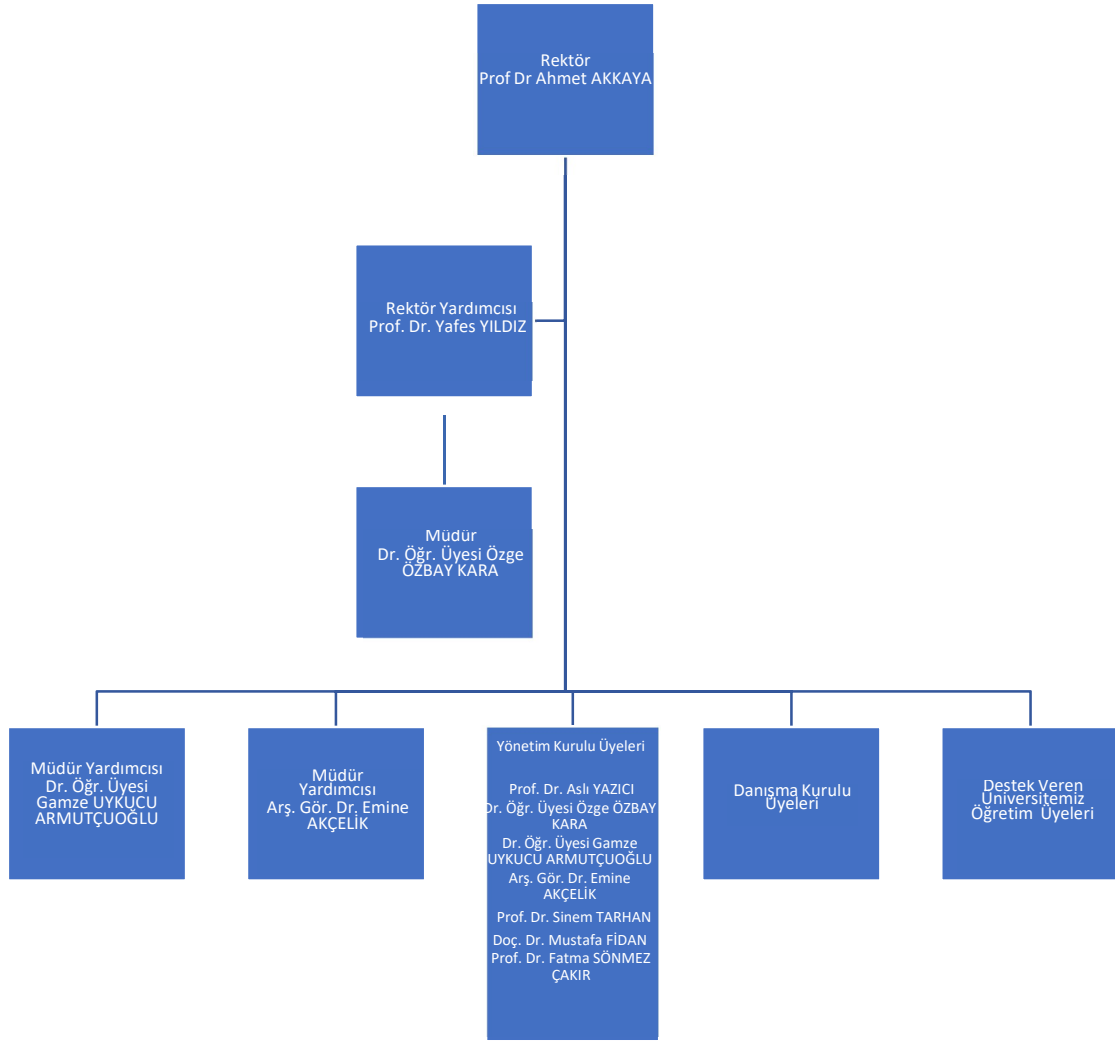 Rektör
Prof Dr Ahmet AKKAYA
Rektör Yardımcısı
Prof. Dr. Yafes YILDIZ
Müdür
Dr. Öğr. Üyesi Özge
ÖZBAY KARA
Müdür Yardımcısı
Dr. Öğr. Üyesi
Gamze UYKUCU
ARMUTÇUOĞLU
Müdür
Yardımcısı
Arş. Gör. Dr. Emine
AKÇELİK
Yönetim Kurulu Üyeleri
Prof. Dr. Aslı YAZICI
Dr. Öğr. Üyesi Özge ÖZBAY
KARA
Dr. Öğr. Üyesi Gamze
UYKUCU ARMUTÇUOĞLU
Arş. Gör. Dr. Emine
AKÇELİK
Prof. Dr. Sinem TARHAN
Doç. Dr. Mustafa FİDAN
Prof. Dr. Fatma SÖNMEZ
ÇAKIR
Danışma Kurulu
Üyeleri
Destek Veren
Üniversitemiz
Öğretim Üyeleri